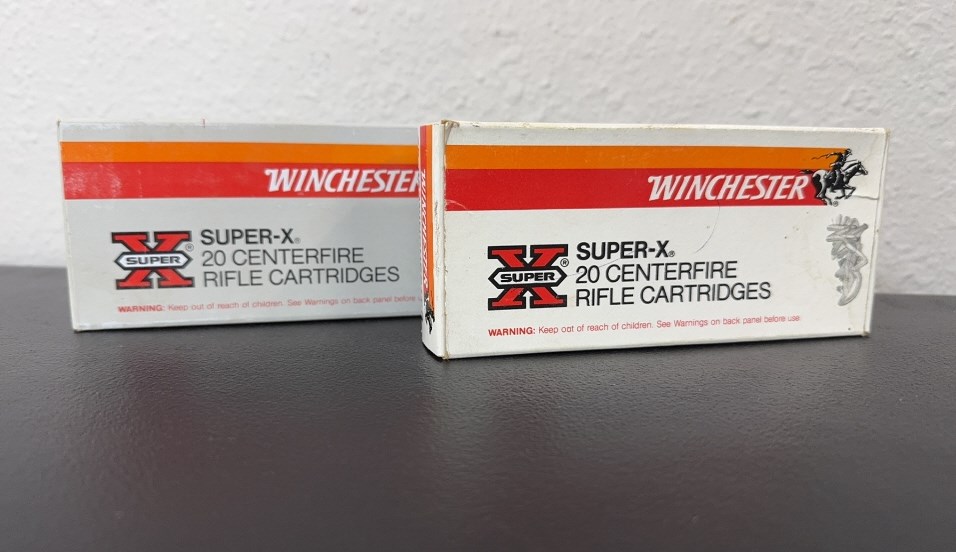 WINCHESTER
SUPER
®
SUPER-X®
20 CENTERFIRE
RIFLE CARTRIDGES
WARNING: Keep out of reach of children. See Warnings on back panel before
WINCHESTER
WINCHESTER
®
SUPER
®
SUPER-X®
20 CENTERFIRE
RIFLE CARTRIDGES
WARNING: Keep out of reach of children. See Warnings on back panel before use.